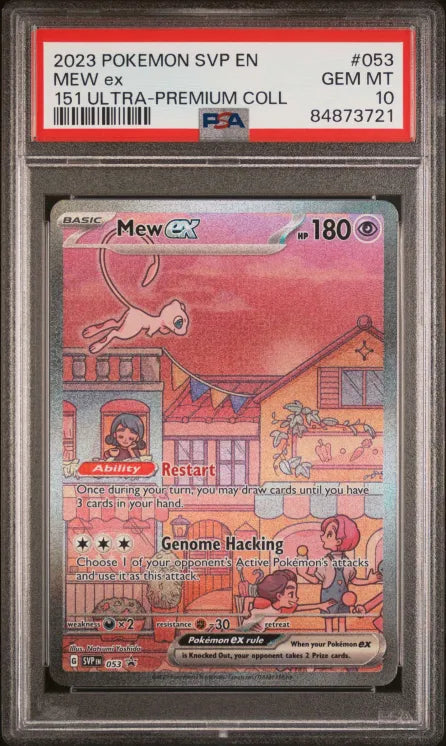 2023 POKEMON SVP EN #053
MEW ex GEM MT
151 ULTRA-PREMIUM COLL 10
PSA 84873721
BASIC Mew ex HP 180
Ability Restart
Once during your turn, you may draw cards until you have
3 cards in your hand.
Genome Hacking
Choose 1 of your opponent's Active Pokémon's attacks
and use it as this attack.
weakness ×2 resistance -30 retreat
Pokémon ex rule When your Pokémon ex
is Knocked Out, your opponent takes 2 Prize cards.
Illus. Natsumi Yoshida
G SVP EN 053